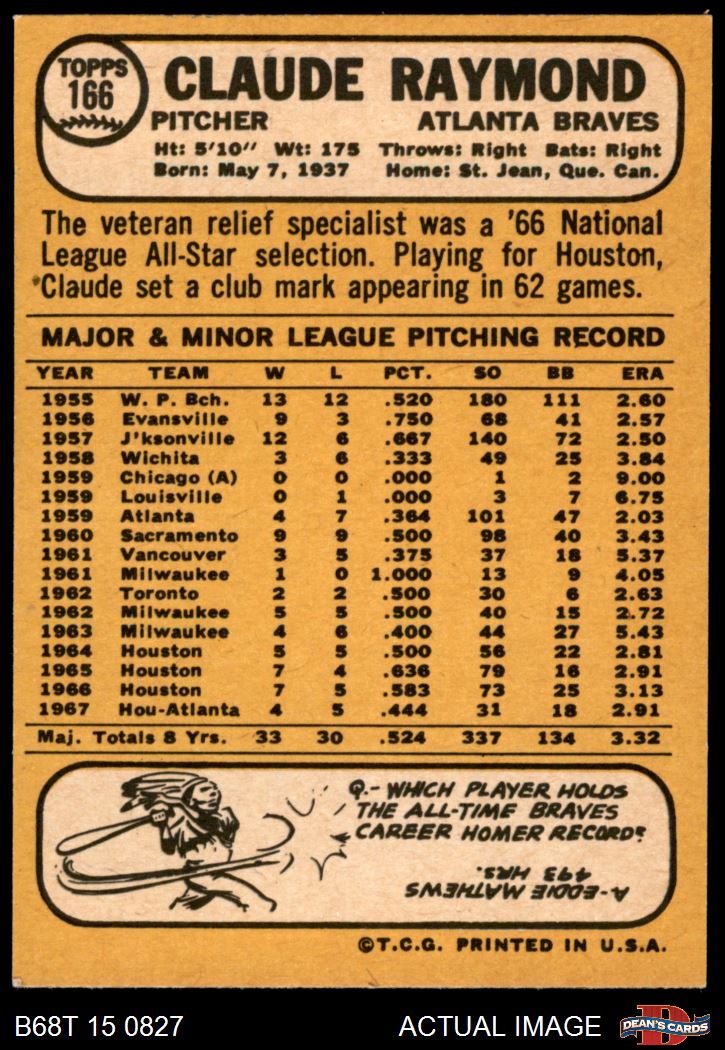 TOPPS
166
CLAUDE RAYMOND
PITCHER ATLANTA BRAVES
Ht: 5'10" Wt: 175 Throws: Right Bats: Right
Born: May 7, 1937 Home: St. Jean, Que. Can.
The veteran relief specialist was a '66 National
League All-Star selection. Playing for Houston,
Claude set a club mark appearing in 62 games.
MAJOR & MINOR LEAGUE PITCHING RECORD
YEAR TEAM W L PCT. SO BB ERA
1955 W. P. Bch. 13 12 .520 180 111 2.60
1956 Evansville 9 3 .750 68 41 2.57
1957 J'ksonville 12 6 .667 140 72 2.50
1958 Wichita 3 6 .333 49 25 3.84
1959 Chicago (A) 0 0 .000 1 2 9.00
1959 Louisville 0 1 .000 3 7 6.75
1959 Atlanta 4 7 .364 101 47 2.03
1960 Sacramento 9 9 .500 98 40 3.43
1961 Vancouver 3 5 .375 37 18 5.37
1961 Milwaukee 1 0 1.000 13 9 4.05
1962 Toronto 2 2 .500 30 6 2.63
1962 Milwaukee 5 5 .500 40 15 2.72
1963 Milwaukee 4 6 .400 44 27 5.43
1964 Houston 5 5 .500 56 22 2.81
1965 Houston 7 4 .636 79 16 2.91
1966 Houston 7 5 .583 73 25 3.13
1967 Hou-Atlanta 4 5 .444 31 18 2.91
Maj. Totals 8 Yrs. 33 30 .524 337 134 3.32
Q.- WHICH PLAYER HOLDS
THE ALL-TIME BRAVES
CAREER HOMER RECORD?
A-EDDIE MATHEWS
493 HRS.
©T.C.G. PRINTED IN U.S.A.
B68T 15 0827 ACTUAL IMAGE
D
DEAN'S CARDS